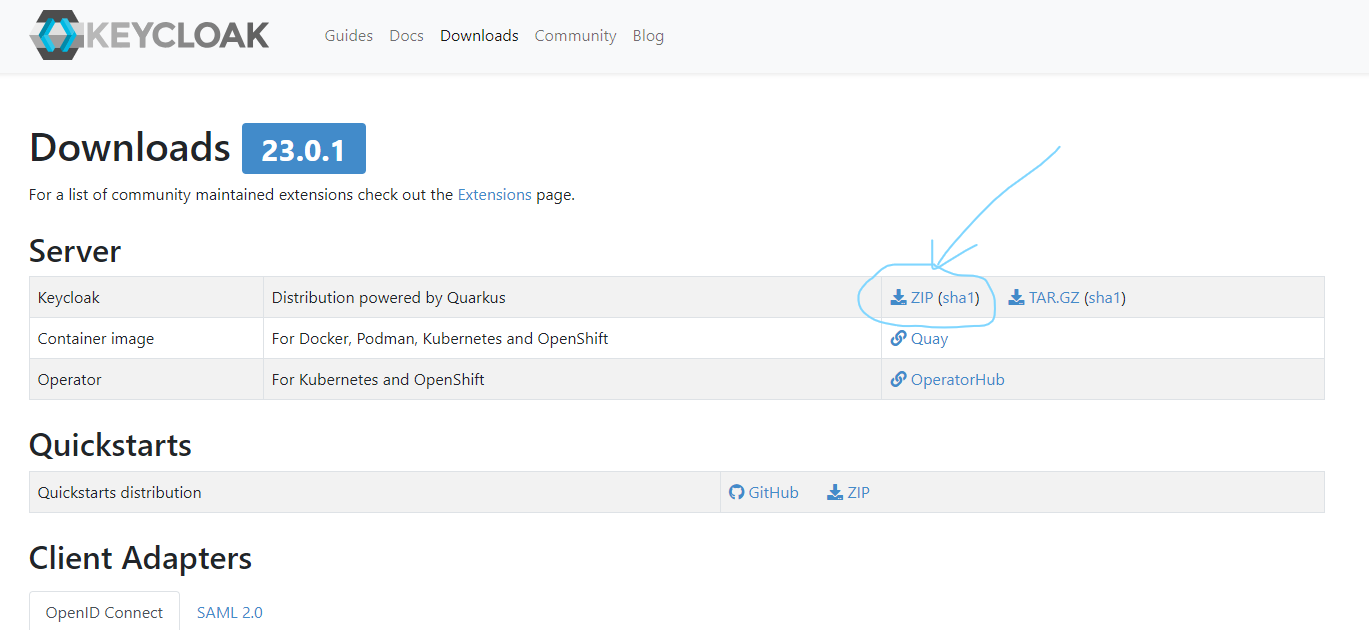 KEYCLOAK Guides Docs Downloads Community Blog
Downloads 23.0.1
For a list of community maintained extensions check out the Extensions page.
Server
Keycloak Distribution powered by Quarkus ZIP (sha1) TAR.GZ (sha1)
Container image For Docker, Podman, Kubernetes and OpenShift Quay
Operator For Kubernetes and OpenShift OperatorHub
Quickstarts
Quickstarts distribution GitHub ZIP
Client Adapters
OpenID Connect SAML 2.0